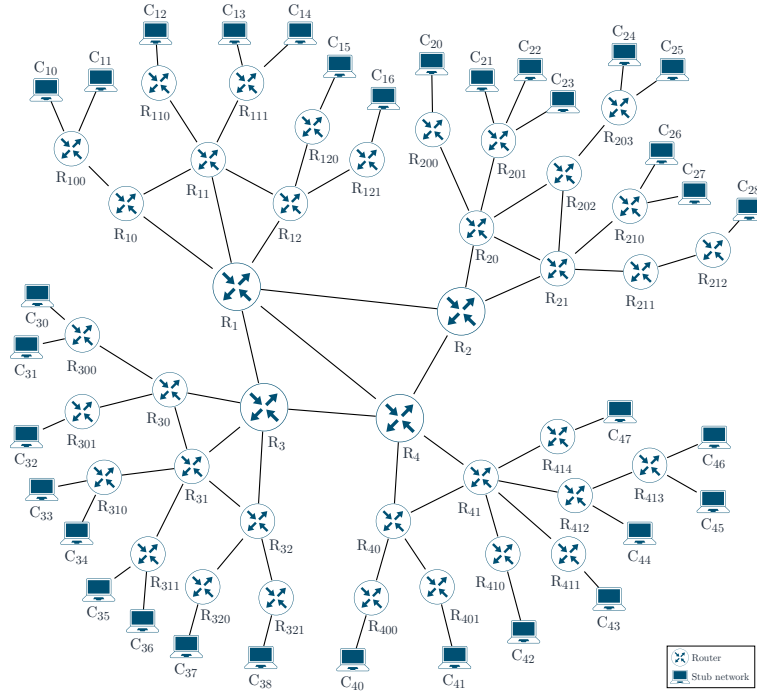 C12 C13 C14
C15
C10 C11
C16
C20
C21 C22
C23
C24
C25
R110 R111
R120
R100
R11
R121
R10
R12
R200
R201
R203
C26
C27
C28
R202
R210
R20
R21
R211
R212
R1
R2
C30
C31
R300
R30
R301
C32
R3
R4
C33
R310
R31
C34
R311
R32
C35
C36
R320
R321
C37
C38
C47
R414
C46
R413
C45
R41
R412
C44
R40
R410
R411
C43
R400
R401
C42
C40
C41
Router
Stub network